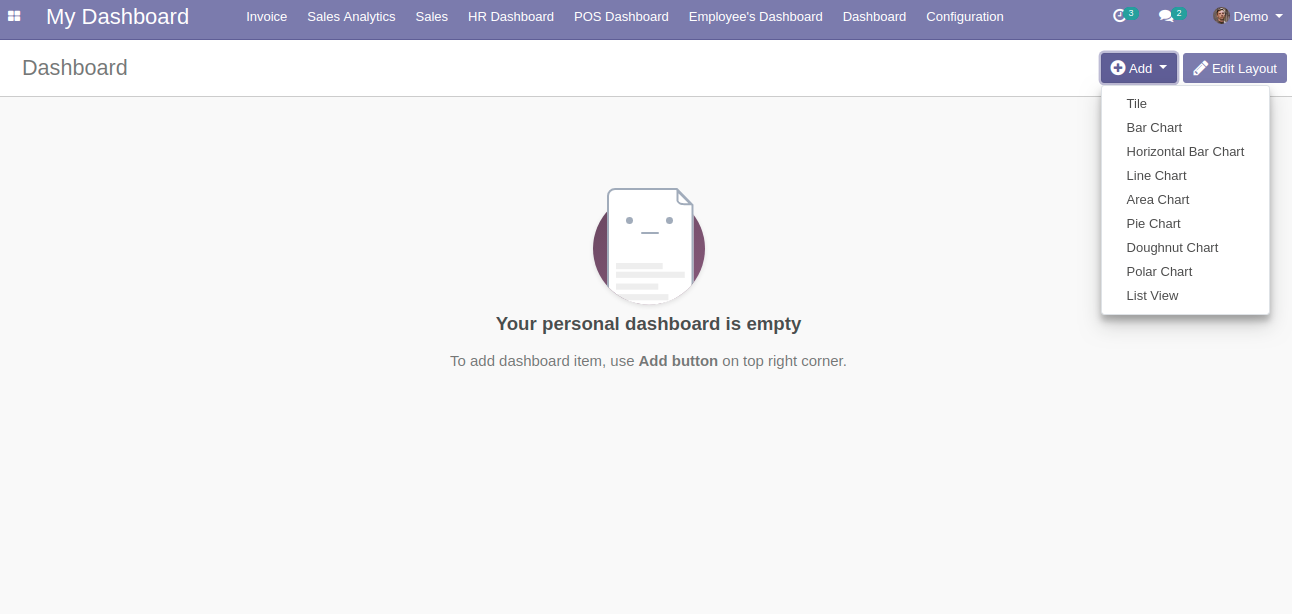 My Dashboard Invoice Sales Analytics Sales HR Dashboard POS Dashboard Employee's Dashboard Dashboard Configuration 3 2 Demo
Dashboard Add Edit Layout
Tile
Bar Chart
Horizontal Bar Chart
Line Chart
Area Chart
Pie Chart
Doughnut Chart
Polar Chart
List View
Your personal dashboard is empty
To add dashboard item, use Add button on top right corner.